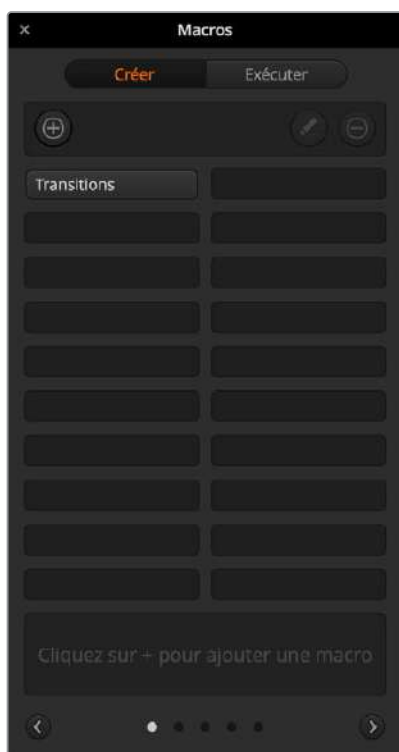 Macros
Créer
Exécuter
Transitions
Cliquez sur + pour ajouter une macro